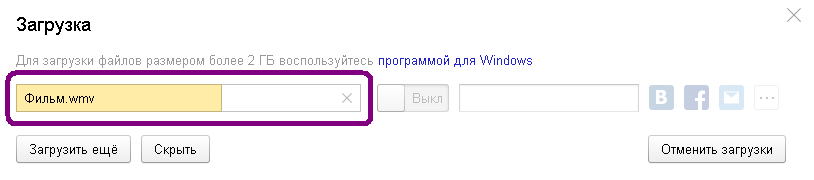 Загрузка
Для загрузки файлов размером более 2 ГБ воспользуйтесь программой для Windows
Фильм.wmv Выкл
Загрузить ещё Скрыть Отменить загрузки